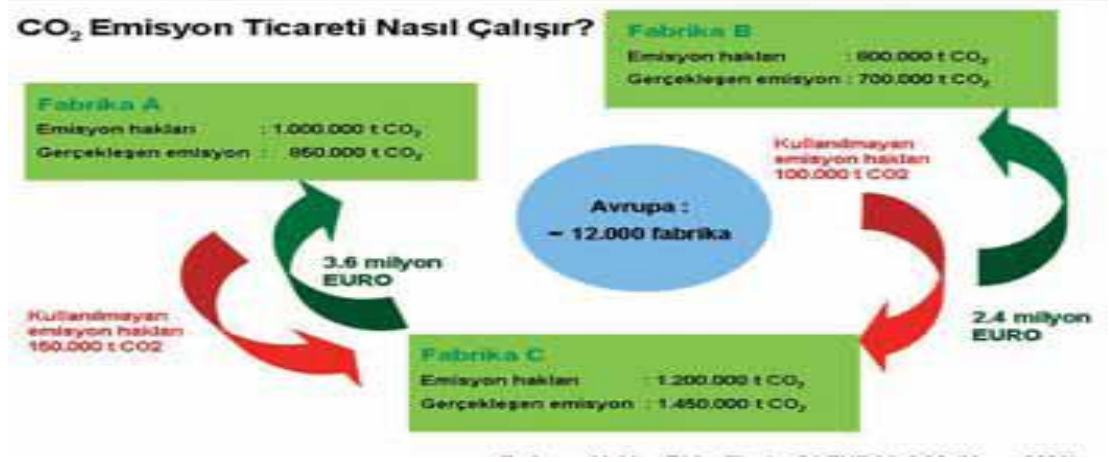 CO₂ Emisyon Ticareti Nasıl Çalışır?
Fabrika B
Emisyon hakları : 800.000 t CO₂
Gerçekleşen emisyon : 700.000 t CO₂
Fabrika A
Emisyon hakları : 1.000.000 t CO₂
Gerçekleşen emisyon : 850.000 t CO₂
Kullanılmayan
emisyon hakları
100.000 t CO2
Avrupa :
~ 12.000 fabrika
3.6 milyon
EURO
Kullanılmayan
emisyon hakları
150.000 t CO2
2.4 milyon
EURO
Fabrika C
Emisyon hakları : 1.200.000 t CO₂
Gerçekleşen emisyon : 1.450.000 t CO₂